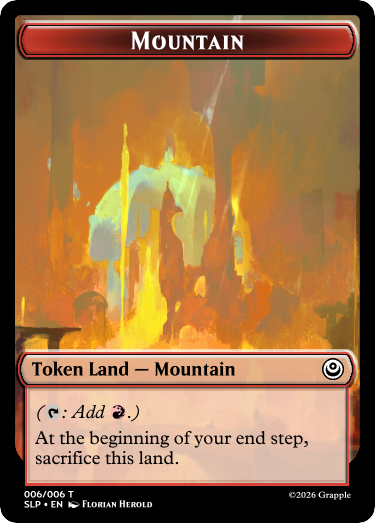 Mountain
Token Land — Mountain
(T: Add R.)
At the beginning of your end step,
sacrifice this land.
006/006 T
SLP • EN Florian Herold
©2026 Grapple